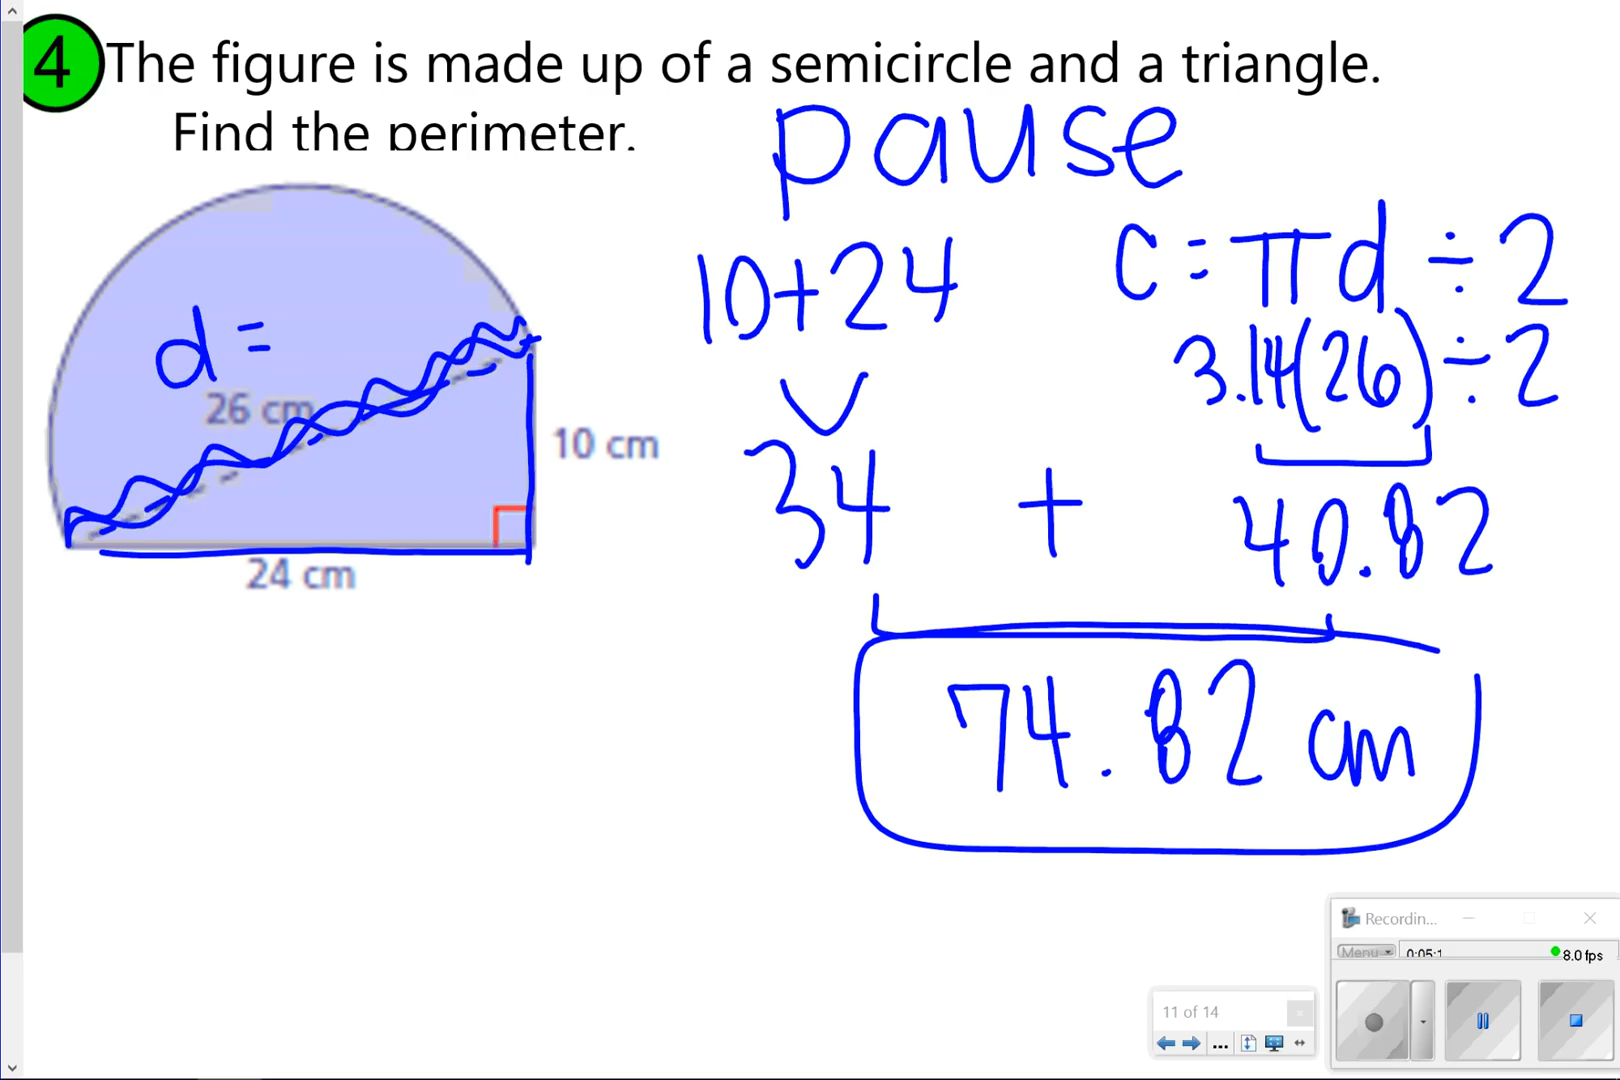 4 The figure is made up of a semicircle and a triangle.
Find the perimeter.
pause
10+24
C = π d ÷ 2
3.14(26) ÷ 2
d =
26 cm
10 cm
24 cm
34 + 40.82
74.82 cm
Recordin...
Menu
0:05:1
8.0 fps
11 of 14